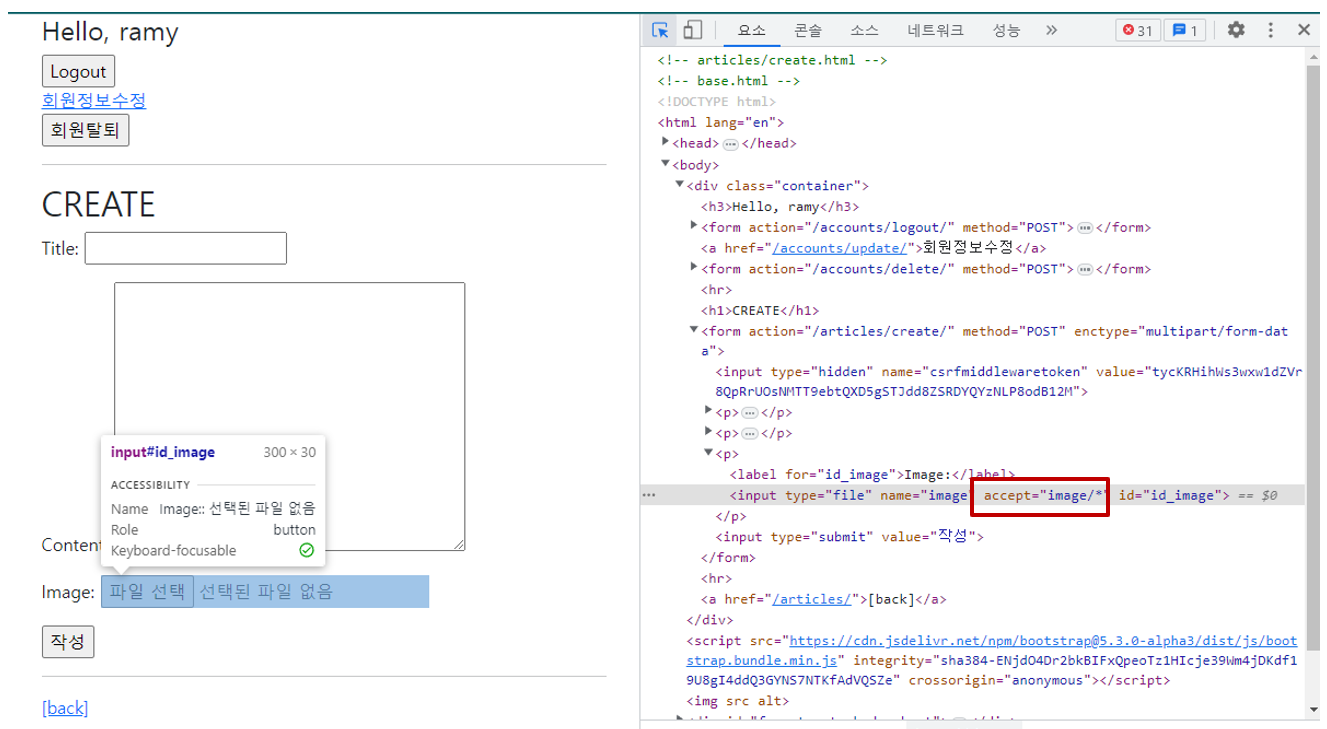 Hello, ramy
Logout
회원정보수정
회원탈퇴
CREATE
Title:
input#id_image 300 × 30
ACCESSIBILITY
Name Image:: 선택된 파일 없음
Role button
Keyboard-focusable
Content
Image: 파일 선택 선택된 파일 없음
작성
[back]
요소 콘솔 소스 네트워크 성능 » 31 1
<!-- articles/create.html -->
<!-- base.html -->
<!DOCTYPE html>
<html lang="en">
<head> ⋯ </head>
<body>
<div class="container">
<h3>Hello, ramy</h3>
<form action="/accounts/logout/" method="POST"> ⋯ </form>
<a href="/accounts/update/">회원정보수정</a>
<form action="/accounts/delete/" method="POST"> ⋯ </form>
<hr>
<h1>CREATE</h1>
<form action="/articles/create/" method="POST" enctype="multipart/form-dat
a">
<input type="hidden" name="csrfmiddlewaretoken" value="tycKRHihWs3wxw1dZVr
8QpRrUOsNMTT9ebtQXD5gSTJdd8ZSRDYQYzNLP8odB12M">
<p> ⋯ </p>
<p> ⋯ </p>
<p>
<label for="id_image">Image:</label>
<input type="file" name="image" accept="image/*" id="id_image"> == $0
</p>
<input type="submit" value="작성">
</form>
<hr>
<a href="/articles/">[back]</a>
</div>
<script src="https://cdn.jsdelivr.net/npm/bootstrap@5.3.0-alpha3/dist/js/boot
strap.bundle.min.js" integrity="sha384-ENjdO4Dr2bkBIFxQpeoTz1HIcje39Wm4jDKdf1
9U8gI4ddQ3GYNS7NTKfAdVQSZe" crossorigin="anonymous"></script>
<img src alt>